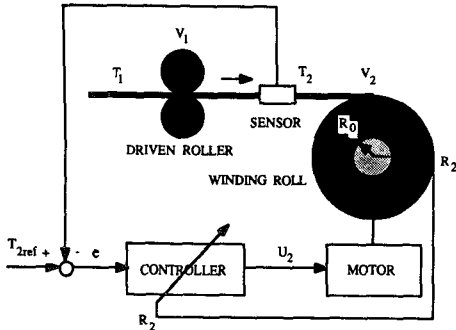 V1
T1
T2
V2
SENSOR
R0
DRIVEN ROLLER
R2
WINDING ROLL
T2ref + - e
CONTROLLER
U2
MOTOR
R2